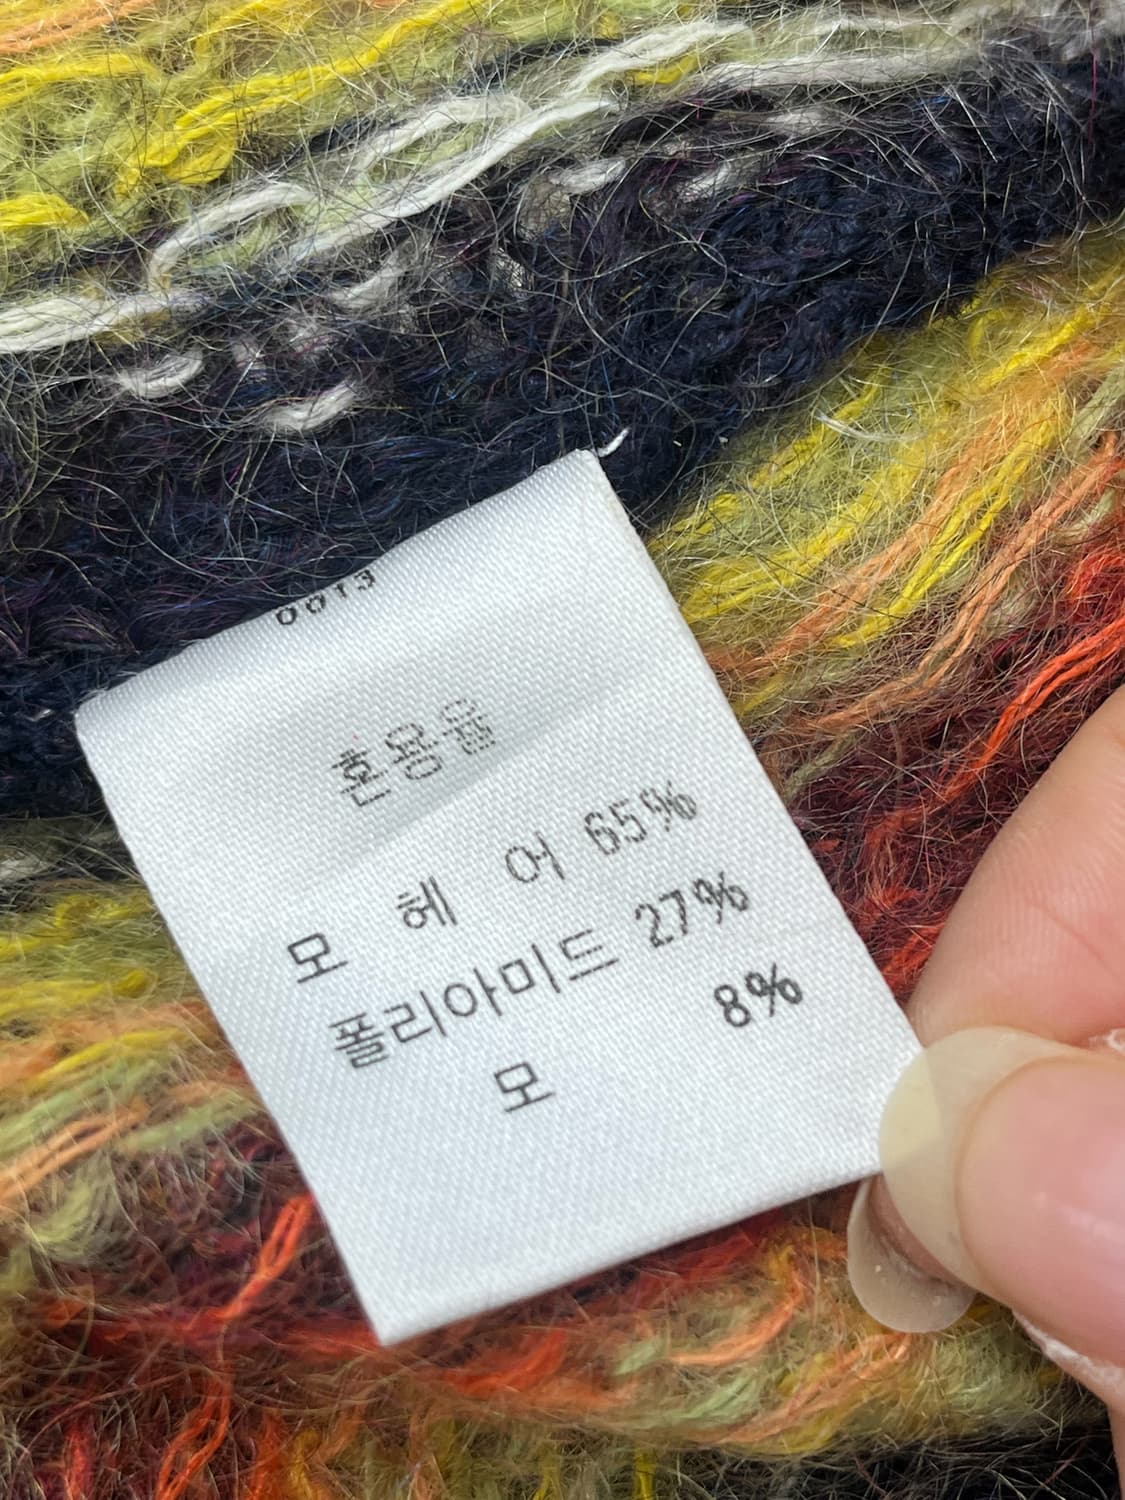 혼용율
모 헤 어 65%
폴리아미드 27%
모 8%